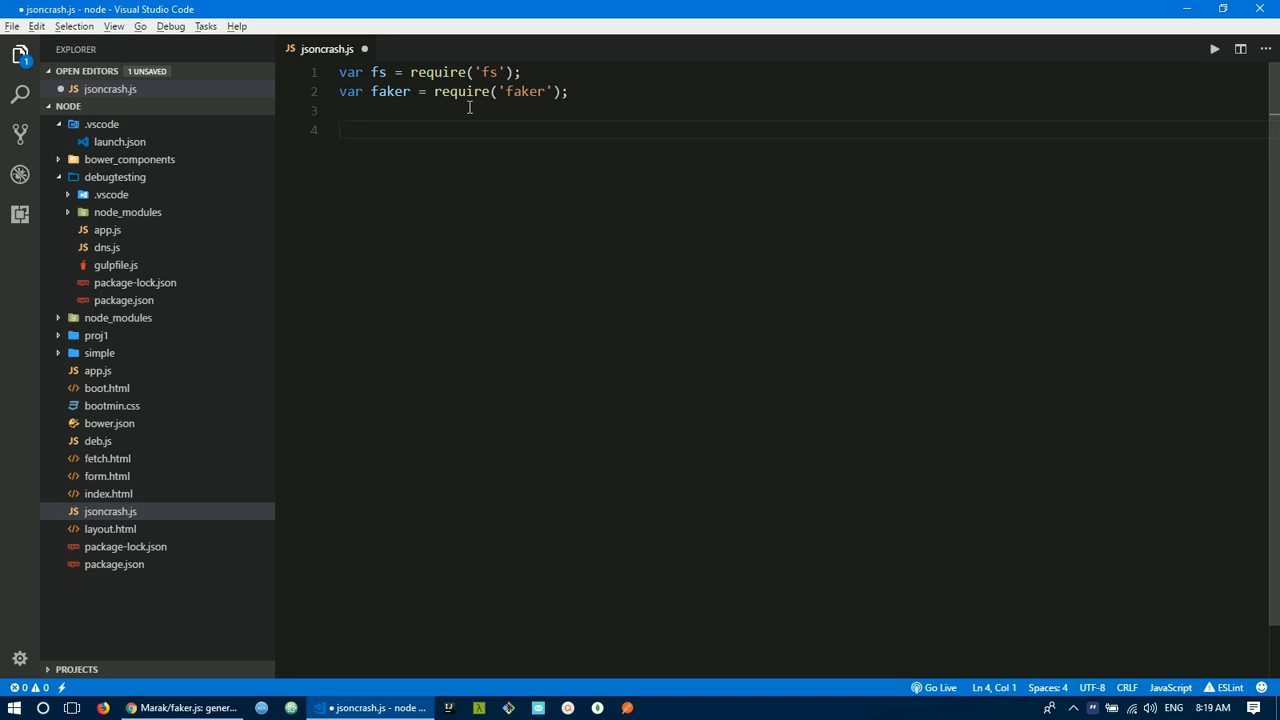 ● jsoncrash.js - node - Visual Studio Code
File Edit Selection View Go Debug Tasks Help
EXPLORER
OPEN EDITORS 1 UNSAVED
● jsoncrash.js
NODE
.vscode
launch.json
bower_components
debugtesting
.vscode
node_modules
app.js
dns.js
gulpfile.js
package-lock.json
package.json
node_modules
proj1
simple
app.js
boot.html
bootmin.css
bower.json
deb.js
fetch.html
form.html
index.html
JS jsoncrash.js
layout.html
package-lock.json
package.json
PROJECTS
JS jsoncrash.js ●
1 var fs = require('fs');
2 var faker = require('faker');
3
4
0 0 Go Live Ln 4, Col 1 Spaces: 4 UTF-8 CRLF JavaScript ESLint
Marak/faker.js: gener... ● jsoncrash.js - node ... ENG 8:19 AM